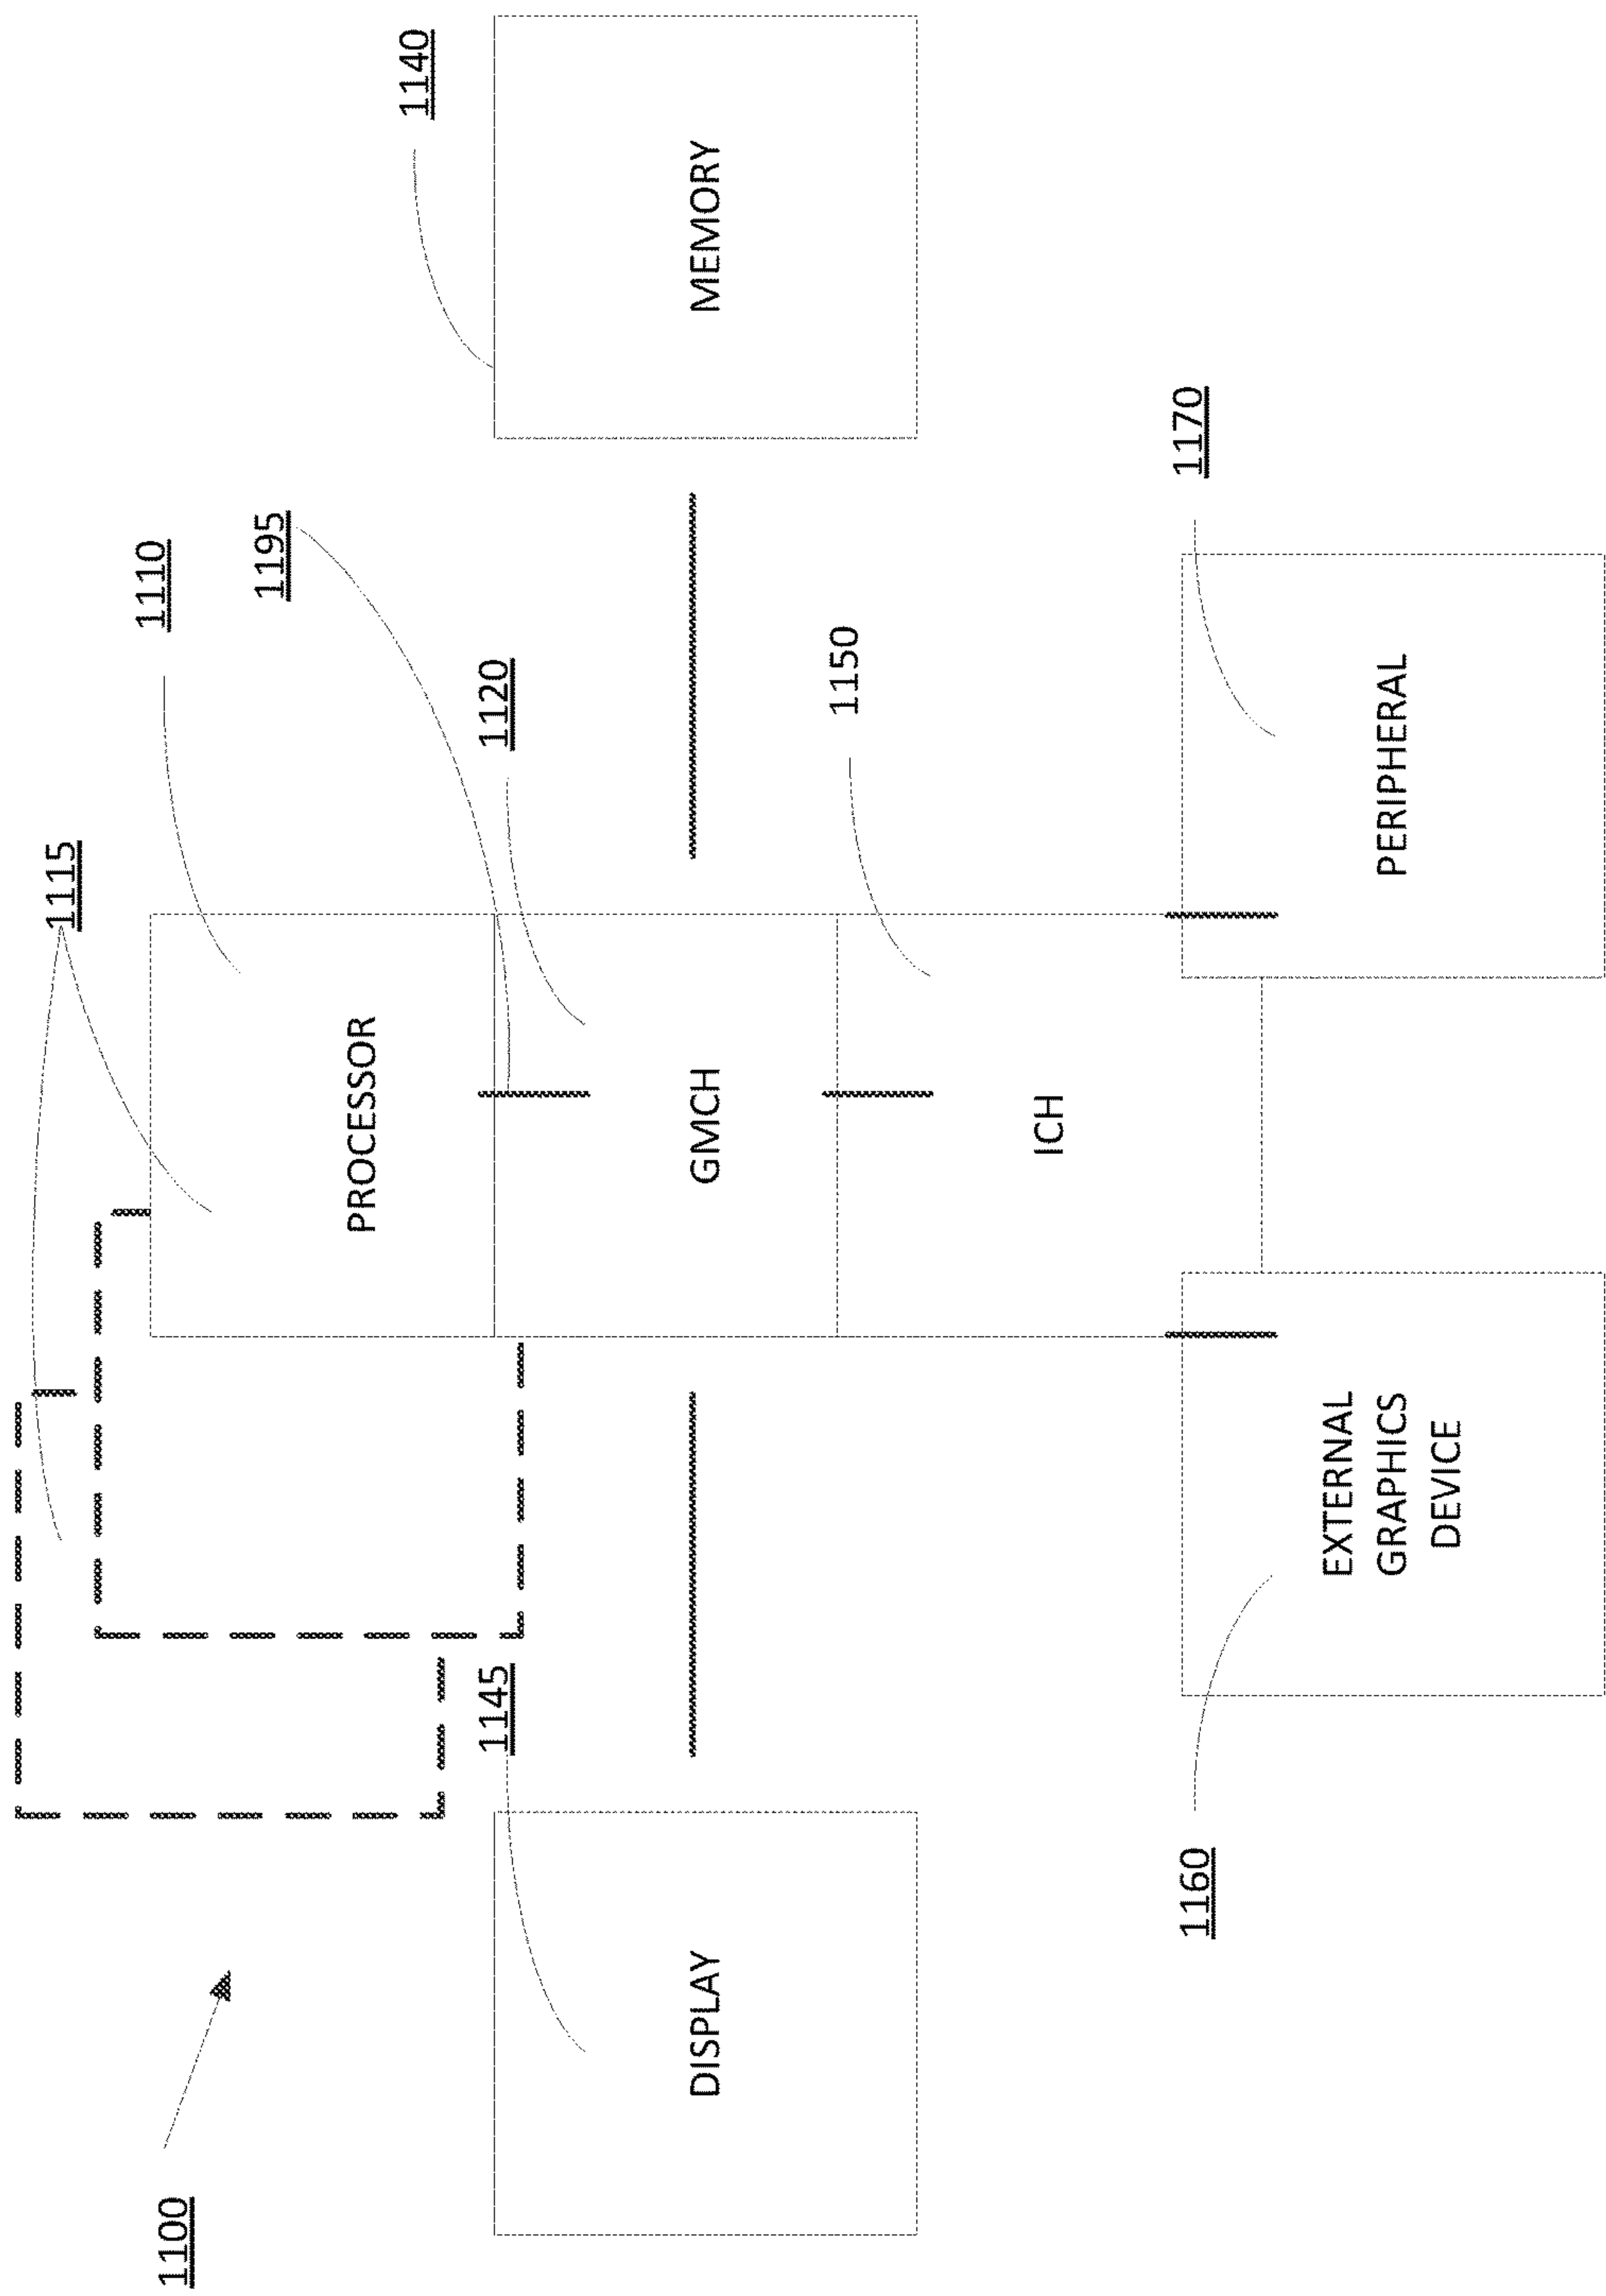 1100
1115
1110
1195
PROCESSOR
1145
1120
1140
DISPLAY
GMCH
MEMORY
1150
ICH
1160
1170
EXTERNAL
GRAPHICS
DEVICE
PERIPHERAL